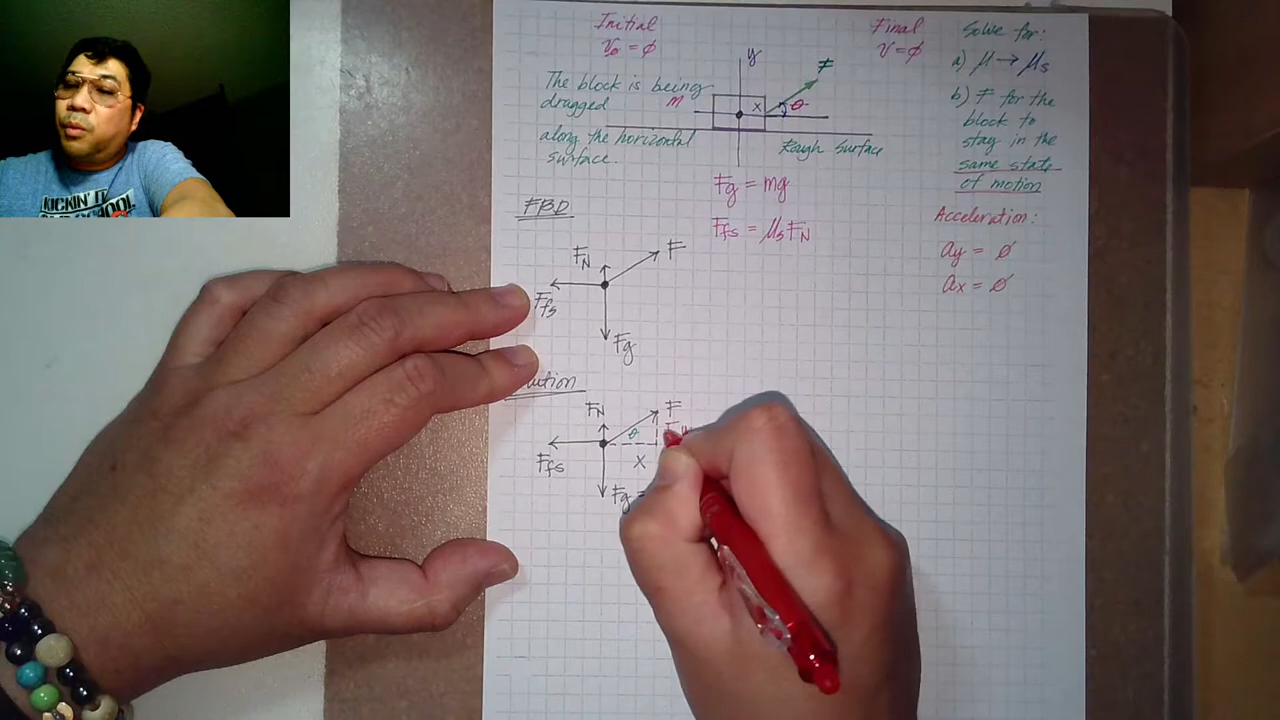 Initial
v₀ = ∅
Final
v = ∅
Solve for:
a) μ → μs
b) F for the
block to
stay in the
same state
of motion
Acceleration:
ay = ∅
ax = ∅
The block is being
dragged
along the horizontal
surface.
m
y
x
F
θ
Rough Surface
Fg = mg
Ffs = μs FN
FBD
FN
F
Ffs
Fg
FN
F
θ
Ffs
x
Fg =
KICKIN' IT